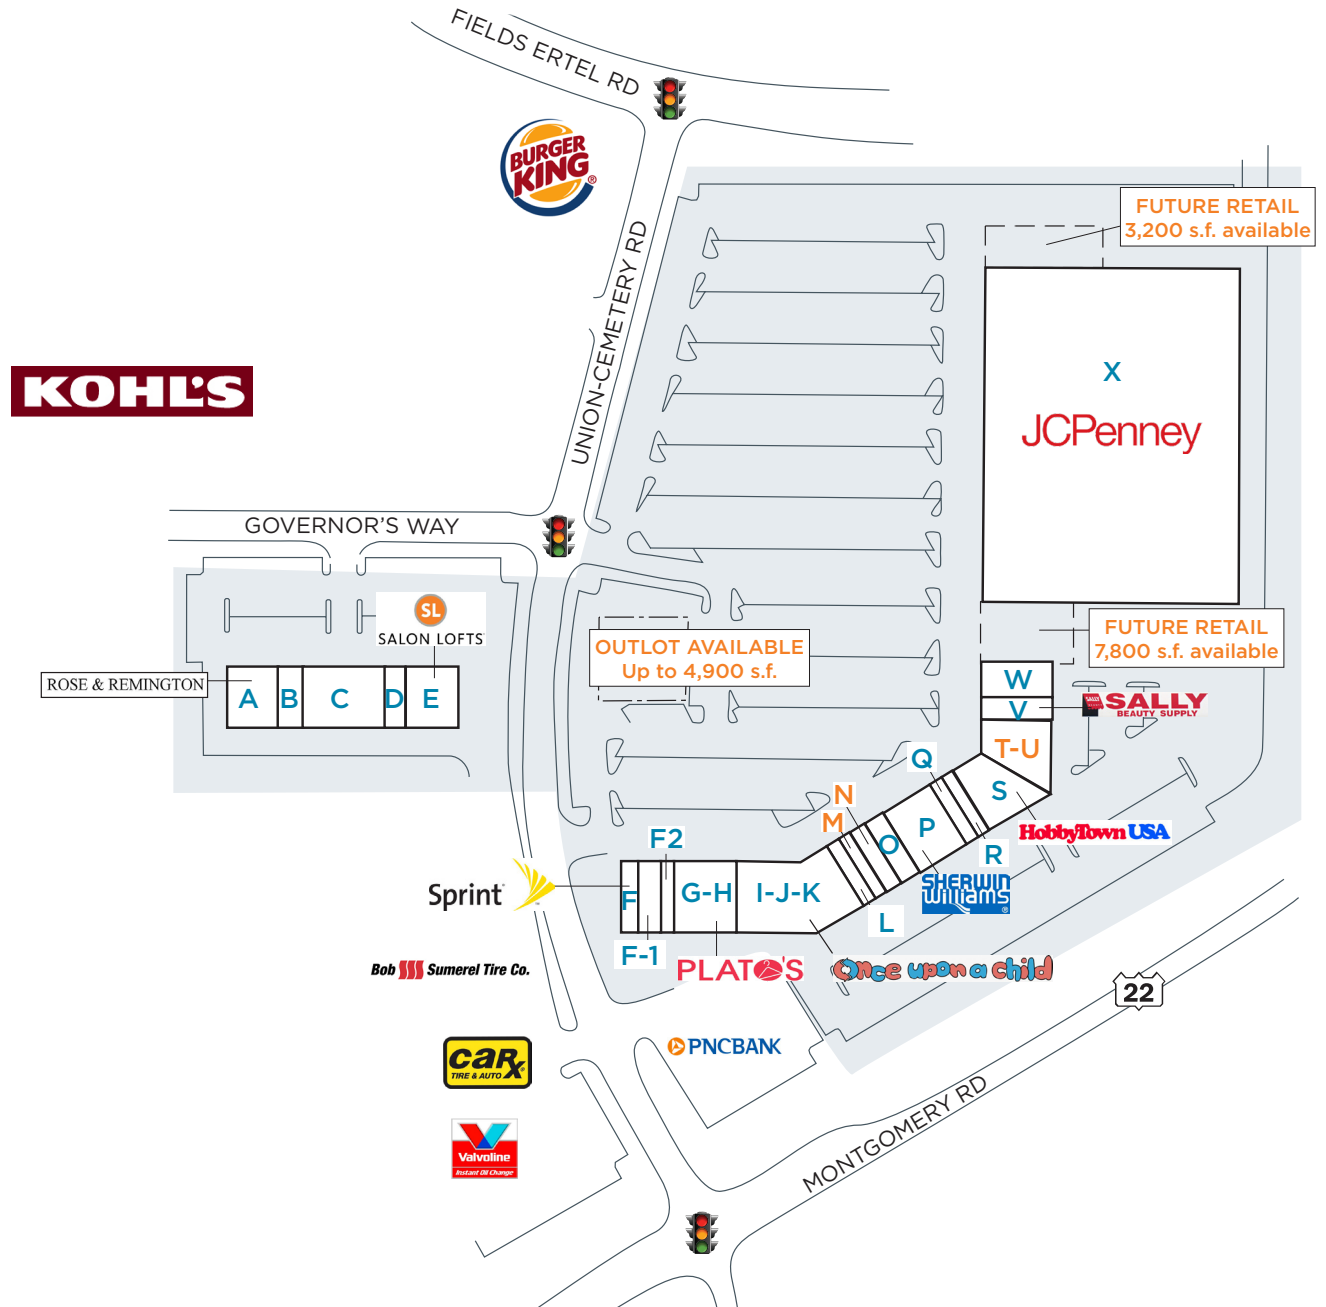 FIELDS ERTEL RD
BURGER
KING
®
UNION-CEMETERY RD
FUTURE RETAIL
3,200 s.f. available
X
JCPenney
KOHL'S
GOVERNOR'S WAY
SL
SALON LOFTS
ROSE & REMINGTON
A
B
C
D
E
OUTLOT AVAILABLE
Up to 4,900 s.f.
FUTURE RETAIL
7,800 s.f. available
W
V
SALLY
BEAUTY SUPPLY
T-U
S
HobbyTown USA
Q
R
P
SHERWIN
WILLIAMS
®
N
M
O
L
F2
F
G-H
I-J-K
F-1
Sprint
PLATO'S
Once upon a child
Bob Sumerel Tire Co.
22
PNCBANK
CARX
TIRE & AUTO
MONTGOMERY RD
Valvoline
Instant Oil Change